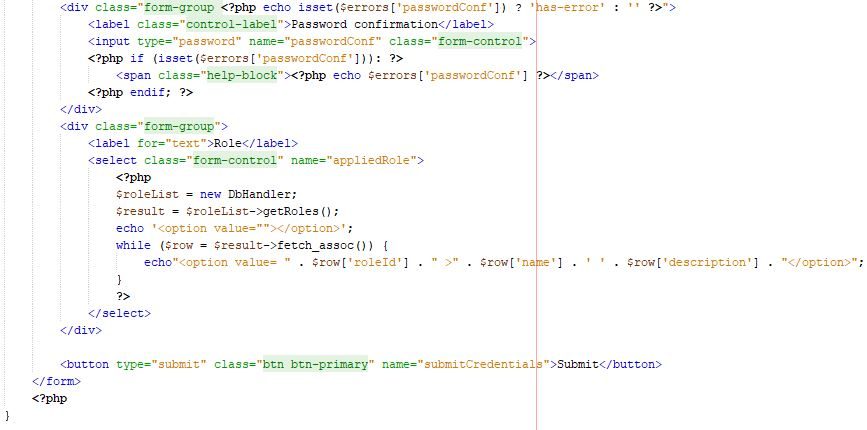 <div class="form-group <?php echo isset($errors['passwordConf']) ? 'has-error' : '' ?>">
<label class="control-label">Password confirmation</label>
<input type="password" name="passwordConf" class="form-control">
<?php if (isset($errors['passwordConf'])): ?>
<span class="help-block"><?php echo $errors['passwordConf'] ?></span>
<?php endif; ?>
</div>
<div class="form-group">
<label for="text">Role</label>
<select class="form-control" name="appliedRole">
<?php
$roleList = new DbHandler;
$result = $roleList->getRoles();
echo '<option value=""></option>';
while ($row = $result->fetch_assoc()) {
echo"<option value= " . $row['roleId'] . " >" . $row['name'] . ' ' . $row['description'] . "</option>";
}
?>
</select>
</div>
<button type="submit" class="btn btn-primary" name="submitCredentials">Submit</button>
</form>
<?php
}